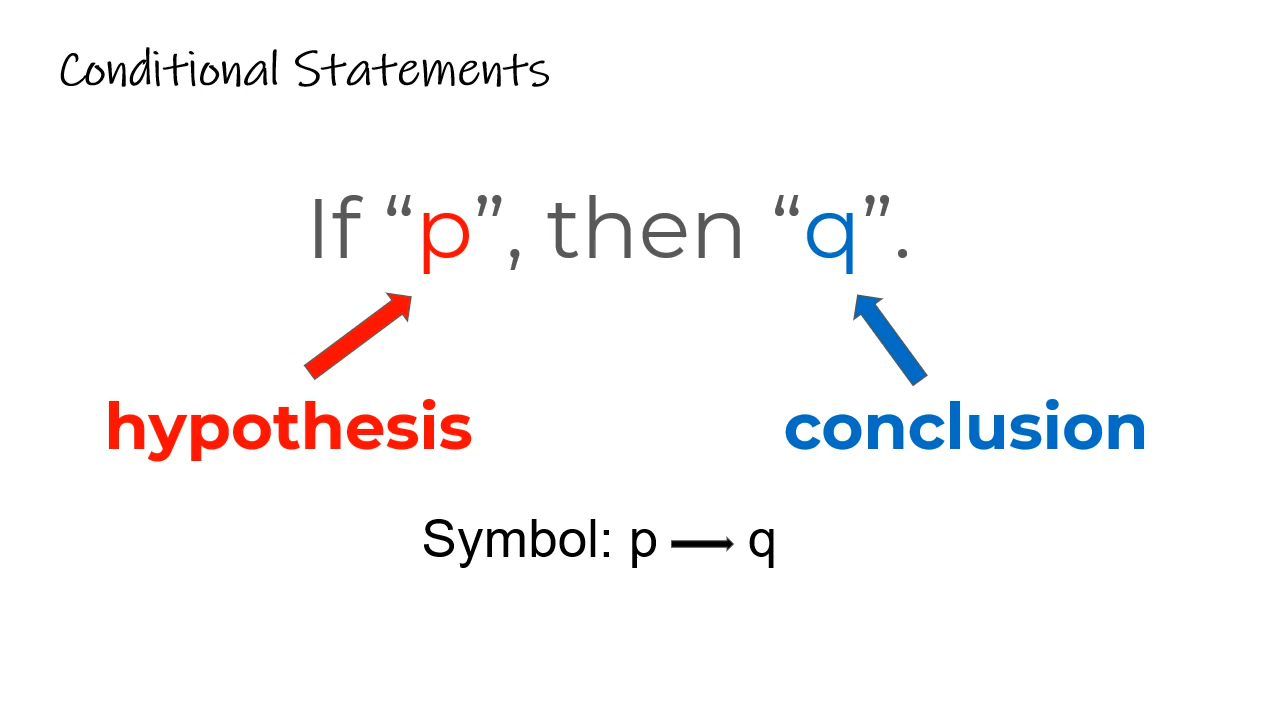 Conditional Statements
If “p”, then “q”.
hypothesis
conclusion
Symbol: p → q